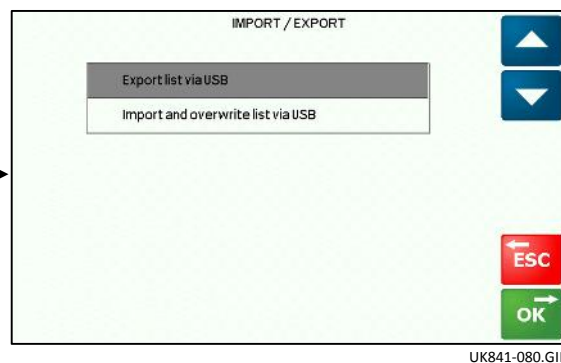 IMPORT / EXPORT
Export list via USB
Import and overwrite list via USB
ESC
OK
UK841-080.GIF